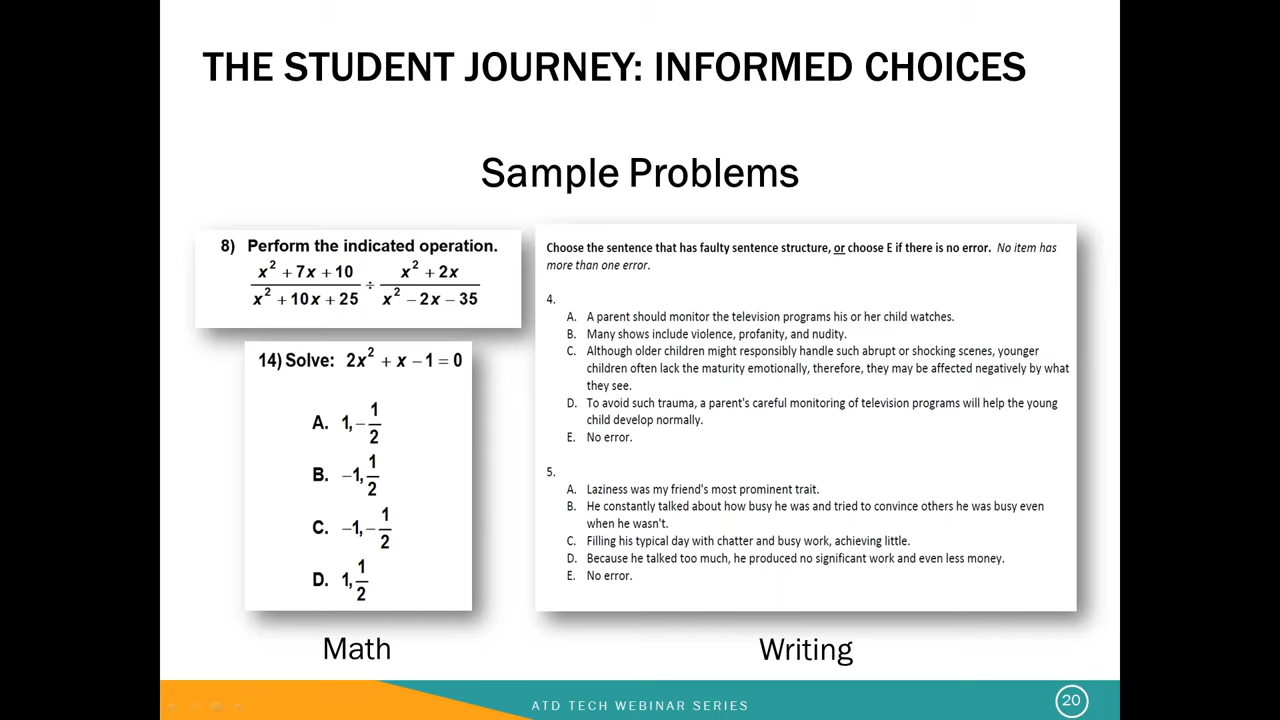 THE STUDENT JOURNEY: INFORMED CHOICES
Sample Problems
8) Perform the indicated operation.
x² + 7x + 10 / x² + 10x + 25 ÷ x² + 2x / x² − 2x − 35
14) Solve: 2x² + x − 1 = 0
A. 1, − 1/2
B. −1, 1/2
C. −1, − 1/2
D. 1, 1/2
Math
Choose the sentence that has faulty sentence structure, or choose E if there is no error. No item has
more than one error.
4.
A. A parent should monitor the television programs his or her child watches.
B. Many shows include violence, profanity, and nudity.
C. Although older children might responsibly handle such abrupt or shocking scenes, younger
children often lack the maturity emotionally, therefore, they may be affected negatively by what
they see.
D. To avoid such trauma, a parent's careful monitoring of television programs will help the young
child develop normally.
E. No error.
5.
A. Laziness was my friend's most prominent trait.
B. He constantly talked about how busy he was and tried to convince others he was busy even
when he wasn't.
C. Filling his typical day with chatter and busy work, achieving little.
D. Because he talked too much, he produced no significant work and even less money.
E. No error.
Writing
ATD TECH WEBINAR SERIES
20